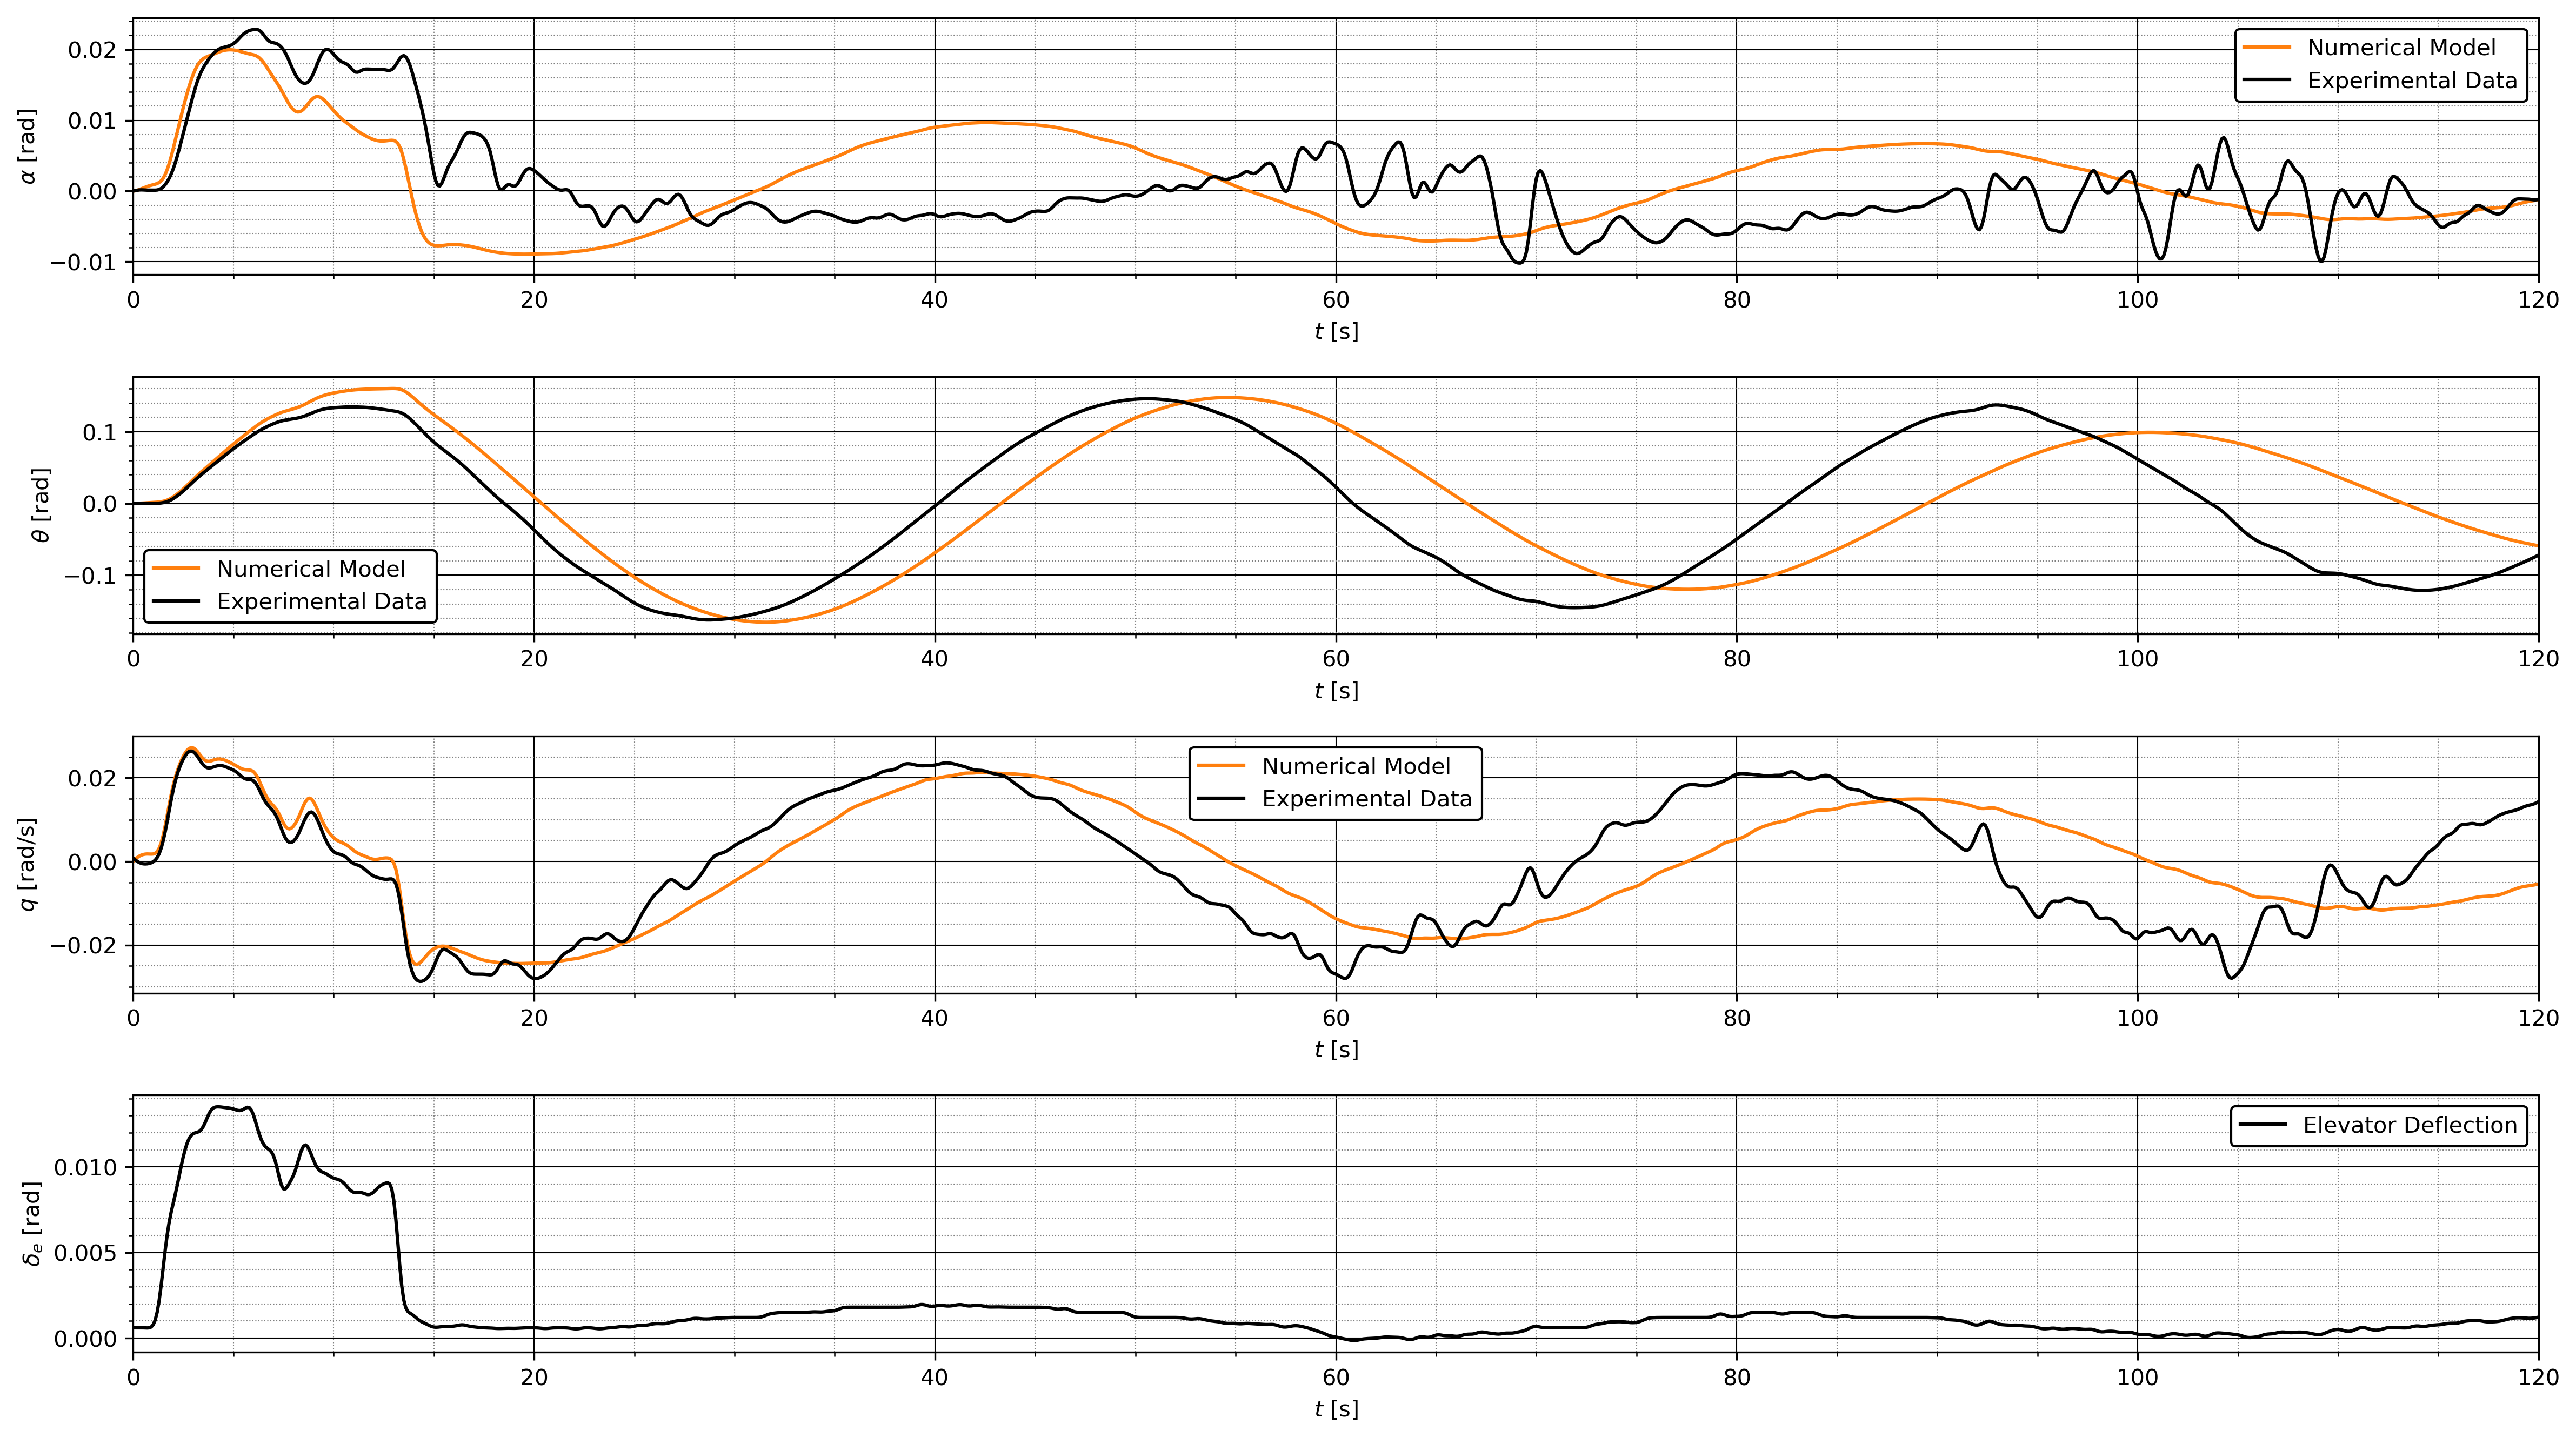 α [rad]
0.02
0.01
0.00
−0.01
Numerical Model
Experimental Data
0 20 40 60 80 100 120
t [s]
θ [rad]
0.1
0.0
−0.1
Numerical Model
Experimental Data
0 20 40 60 80 100 120
t [s]
q [rad/s]
0.02
0.00
−0.02
Numerical Model
Experimental Data
0 20 40 60 80 100 120
t [s]
δe [rad]
0.010
0.005
0.000
Elevator Deflection
0 20 40 60 80 100 120
t [s]